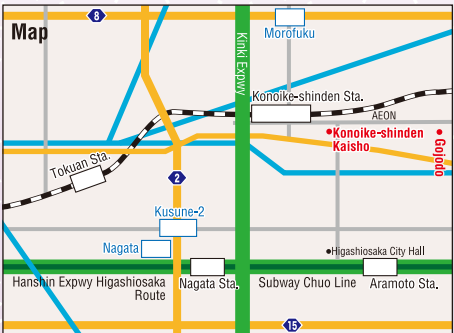 8
Map
Morofuku
Kinki Expwy
Konoike-shinden Sta.
AEON
Konoike-shinden
Kaisho
Gojodo
Tokuan Sta.
2
Kusune-2
Nagata
Higashiosaka City Hall
Hanshin Expwy Higashiosaka
Route
Nagata Sta.
Subway Chuo Line
Aramoto Sta.
15